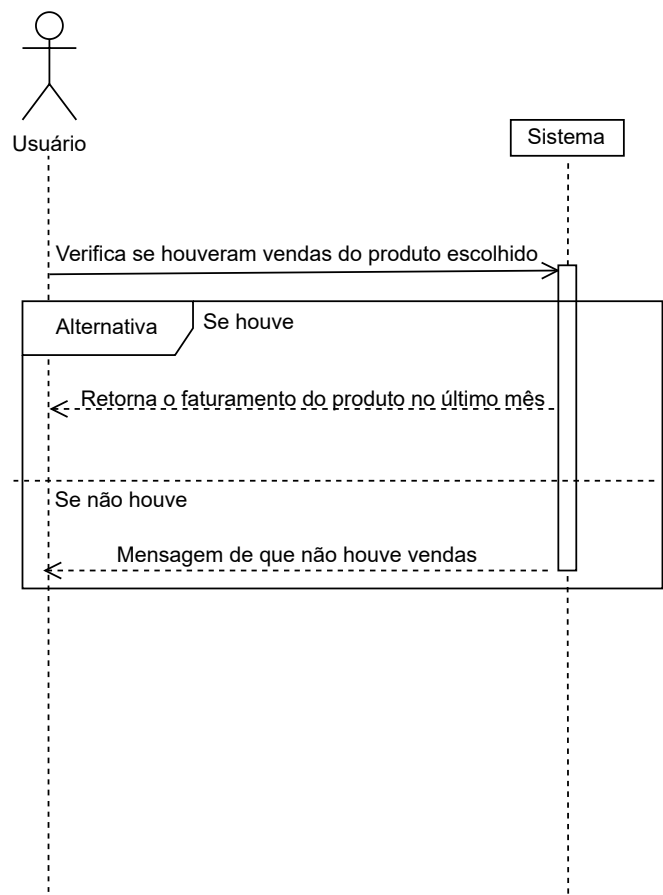 Usuário
Sistema
Verifica se houveram vendas do produto escolhido
Alternativa
Se houve
Retorna o faturamento do produto no último mês
Se não houve
Mensagem de que não houve vendas